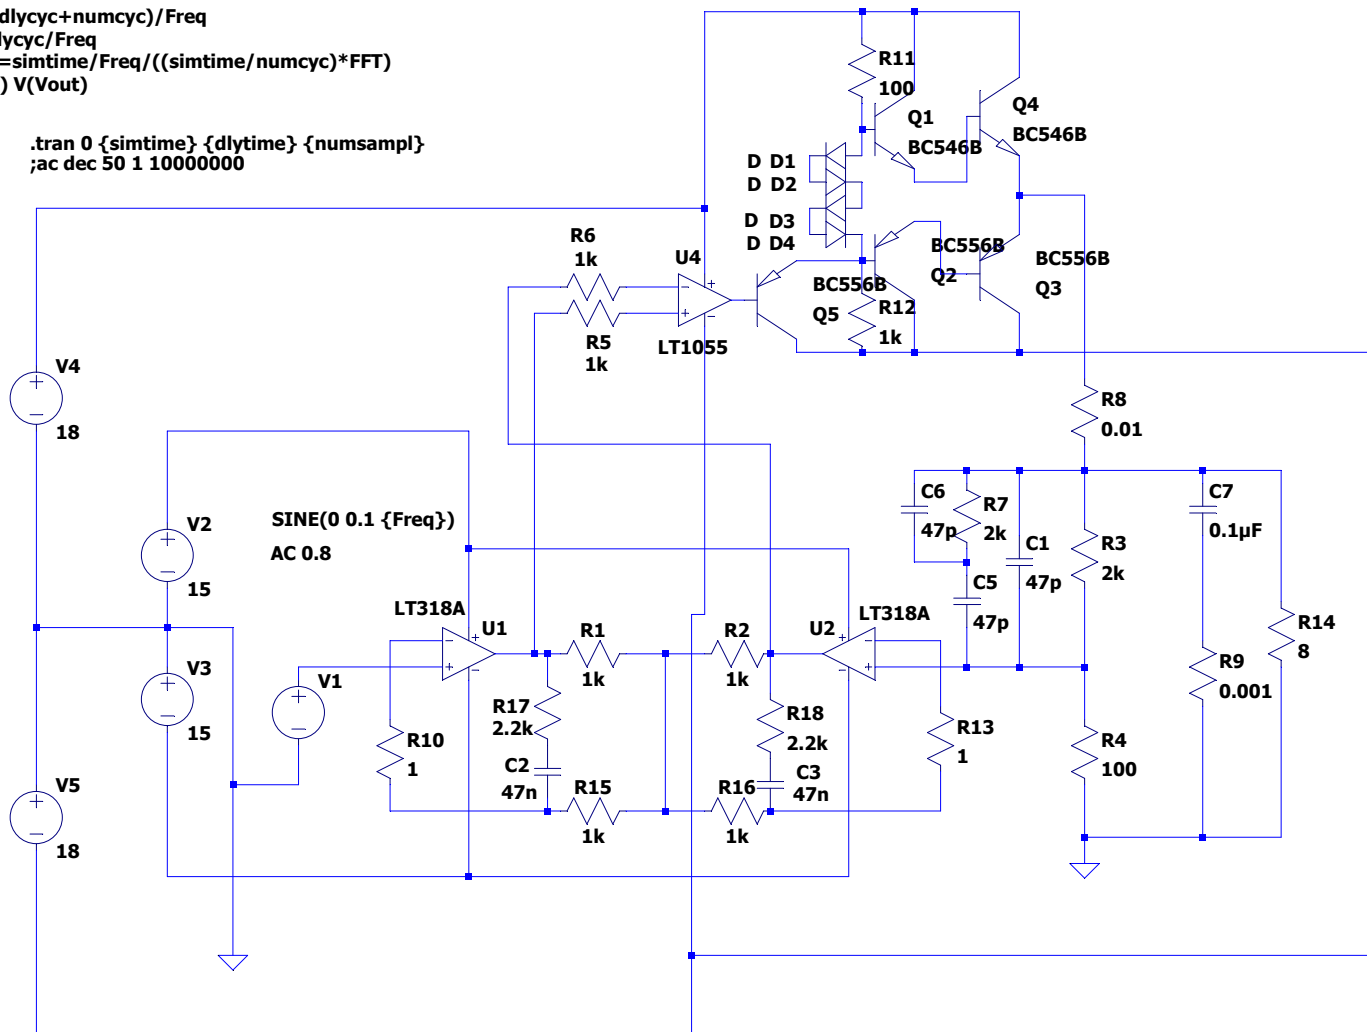 dlycyc+numcyc)/Freq
lycyc/Freq
=simtime/Freq/((simtime/numcyc)*FFT)
) V(Vout)
.tran 0 {simtime} {dlytime} {numsampl}
;ac dec 50 1 10000000
R11
100
Q1
BC546B
Q4
BC546B
D D1
D D2
D D3
D D4
R6
1k
U4
R5
1k
LT1055
BC556B
Q5
R12
1k
BC556B
Q2
BC556B
Q3
V4
18
R8
0.01
V2
15
SINE(0 0.1 {Freq})
AC 0.8
C6
47p
R7
2k
C1
47p
C5
47p
R3
2k
C7
0.1µF
LT318A
U1
R1
1k
R2
1k
U2
LT318A
R14
8
V3
15
V1
R17
2.2k
R18
2.2k
R9
0.001
R10
1
C2
47n
R15
1k
R16
1k
C3
47n
R13
1
R4
100
V5
18